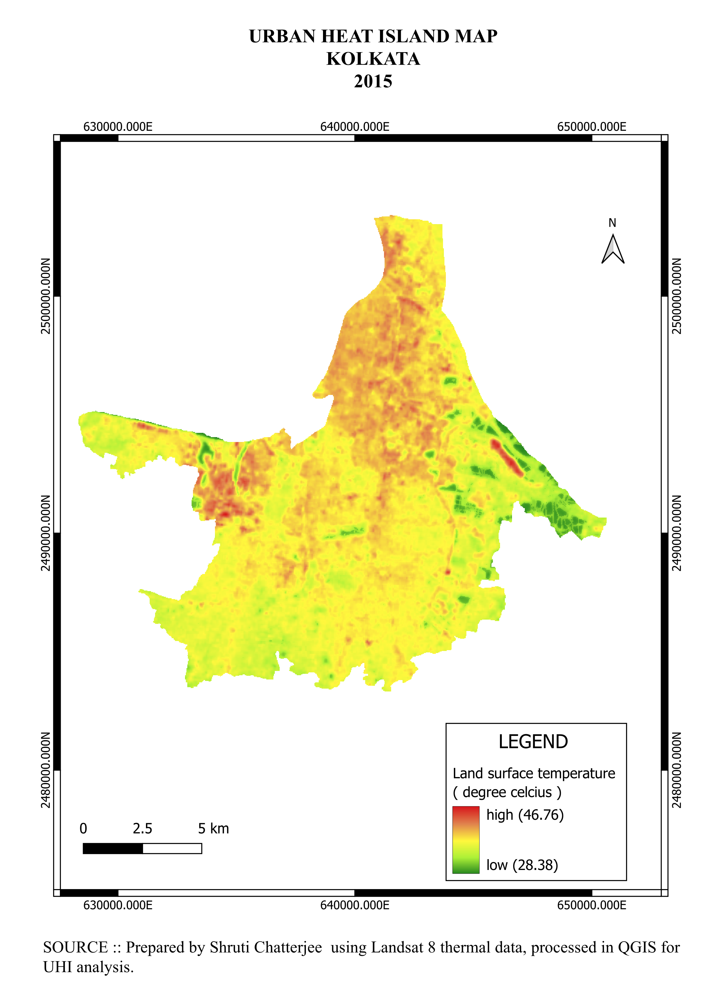 URBAN HEAT ISLAND MAP
KOLKATA
2015
630000.000E 640000.000E 650000.000E
N
2500000.000N 2500000.000N
2490000.000N 2490000.000N
2480000.000N 2480000.000N
LEGEND
Land surface temperature
( degree celcius )
high (46.76)
low (28.38)
0 2.5 5 km
630000.000E 640000.000E 650000.000E
SOURCE :: Prepared by Shruti Chatterjee  using Landsat 8 thermal data, processed in QGIS for
UHI analysis.